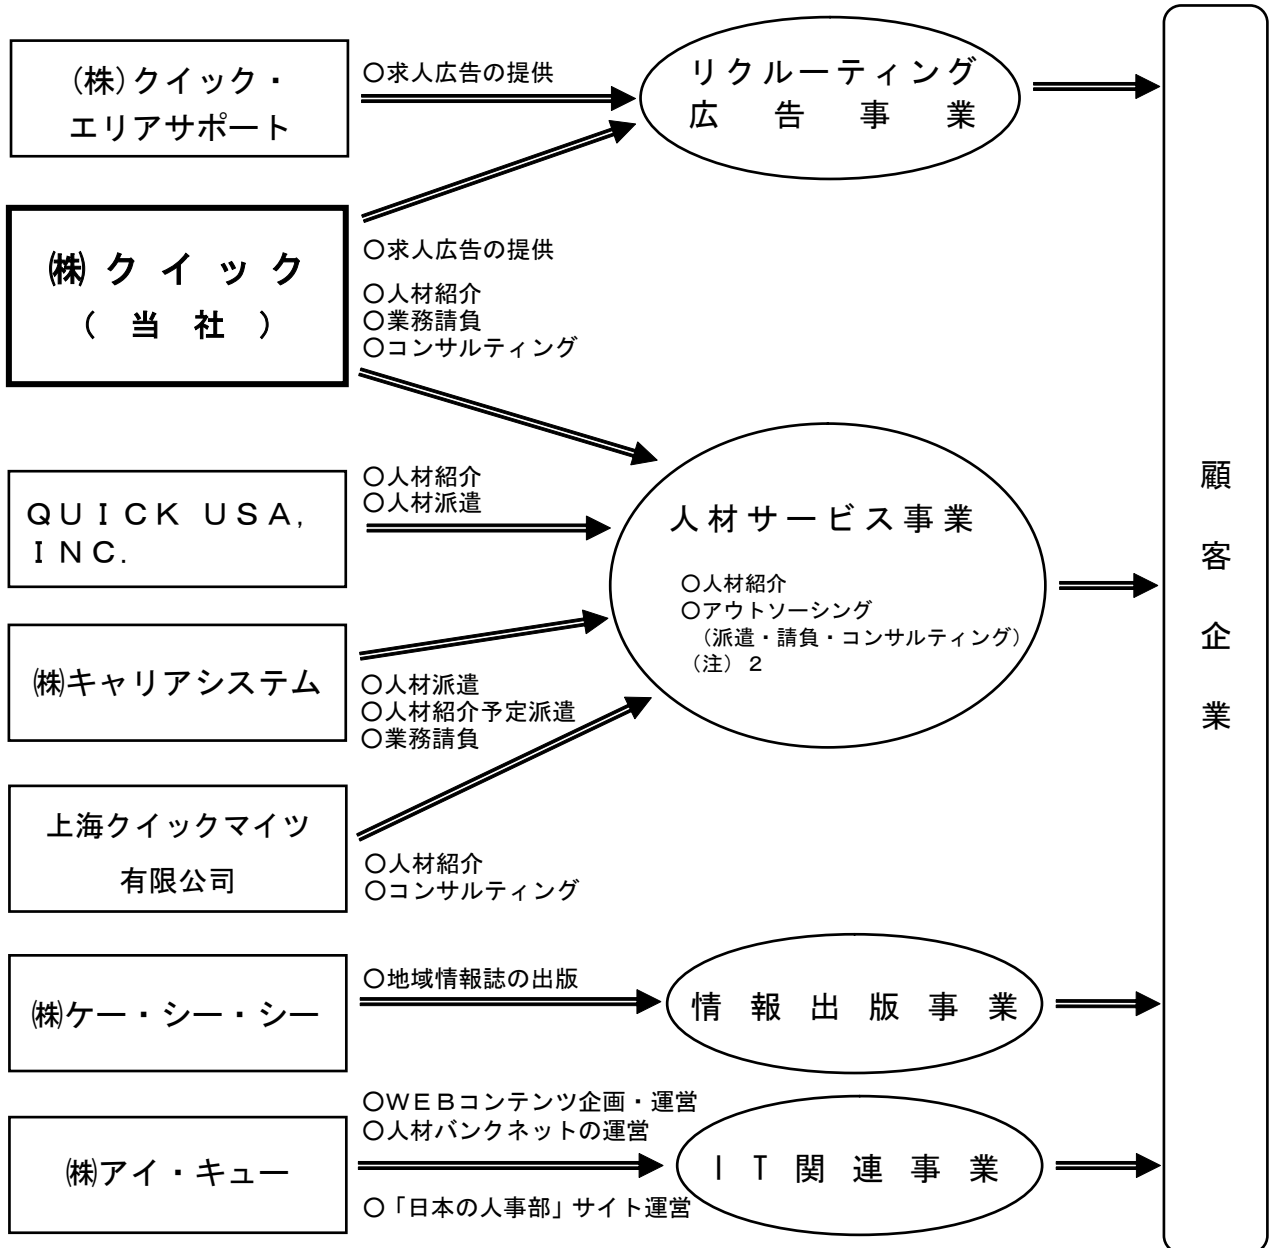 (株)クイック・
エリアサポート
○求人広告の提供
リクルーティング
広告事業
㈱クイック
(当社)
○求人広告の提供
○人材紹介
○業務請負
○コンサルティング
QUICK USA,
INC.
○人材紹介
○人材派遣
人材サービス事業
○人材紹介
○アウトソーシング
(派遣・請負・コンサルティング)
(注)2
㈱キャリアシステム
○人材派遣
○人材紹介予定派遣
○業務請負
上海クイックマイツ
有限公司
○人材紹介
○コンサルティング
㈱ケー・シー・シー
○地域情報誌の出版
情報出版事業
㈱アイ・キュー
○WEBコンテンツ企画・運営
○人材バンクネットの運営
○「日本の人事部」サイト運営
IT関連事業
顧客企業